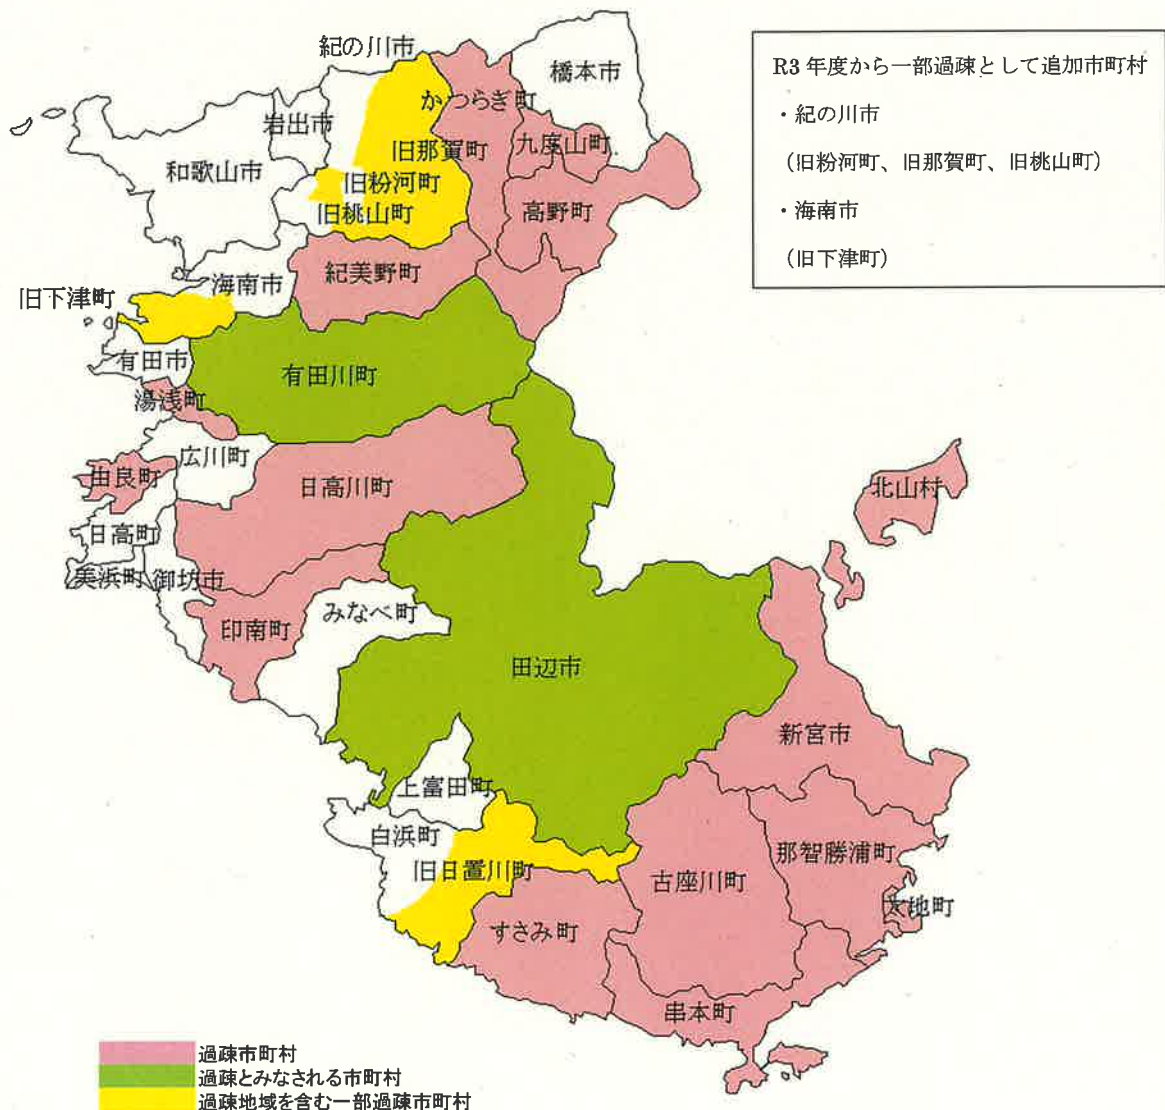 紀の川市
橋本市
R3 年度から一部過疎として追加市町村
かつらぎ町
・紀の川市
岩出市
旧那賀町
九度山町
(旧粉河町、旧那賀町、旧桃山町)
和歌山市
旧粉河町
旧桃山町
高野町
・海南市
(旧下津町)
紀美野町
海南市
旧下津町
有田市
有田川町
湯浅町
広川町
由良町
日高川町
北山村
日高町
美浜町
御坊市
みなべ町
印南町
田辺市
新宮市
上富田町
白浜町
那智勝浦町
旧日置川町
古座川町
太地町
すさみ町
串本町
過疎市町村
過疎とみなされる市町村
過疎地域を含む一部過疎市町村